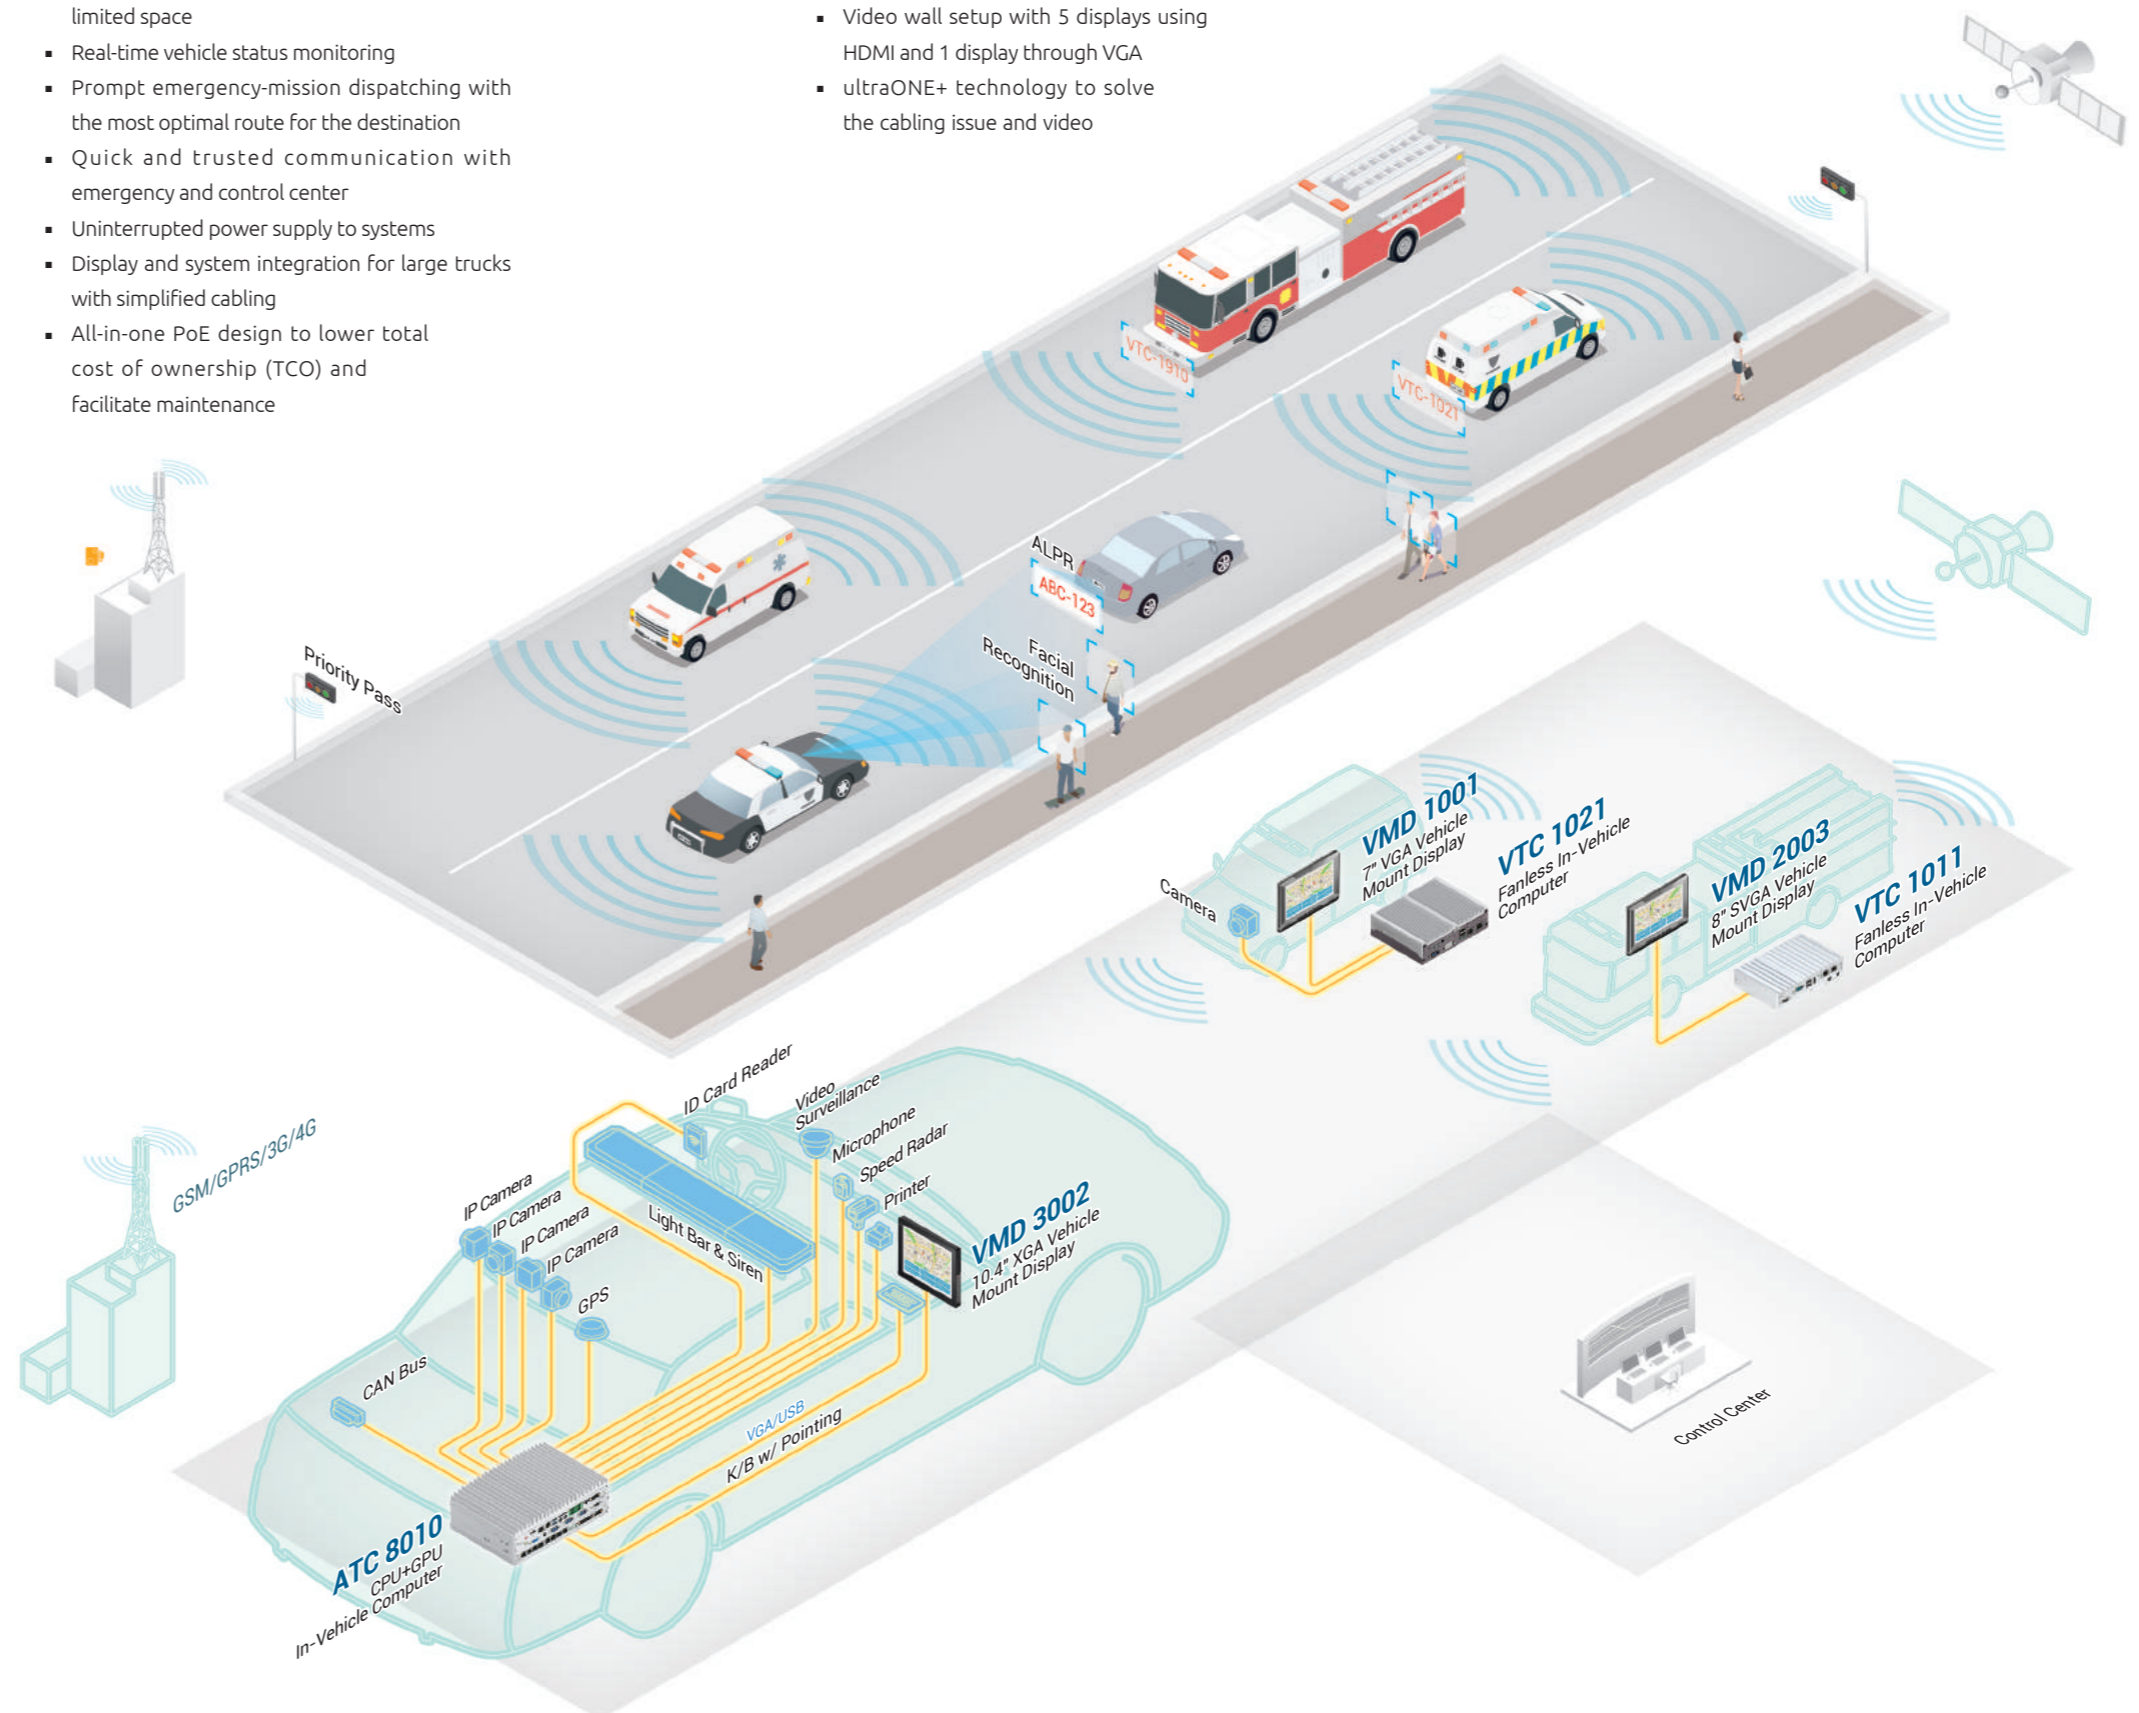 limited space
▪ Real-time vehicle status monitoring
▪ Prompt emergency-mission dispatching with
the most optimal route for the destination
▪ Quick and trusted communication with
emergency and control center
▪ Uninterrupted power supply to systems
▪ Display and system integration for large trucks
with simplified cabling
▪ All-in-one PoE design to lower total
cost of ownership (TCO) and
facilitate maintenance
▪ Video wall setup with 5 displays using
HDMI and 1 display through VGA
▪ ultraONE+ technology to solve
the cabling issue and video
VTC-1910
VTC-1021
ALPR
ABC-123
Facial
Recognition
Priority Pass
VMD 1001
7" VGA Vehicle
Mount Display
VTC 1021
Fanless In-Vehicle
Computer
Camera
VMD 2003
8" SVGA Vehicle
Mount Display
VTC 1011
Fanless In-Vehicle
Computer
GSM/GPRS/3G/4G
ID Card Reader
Video
Surveillance
Microphone
Speed Radar
Printer
IP Camera
IP Camera
IP Camera
IP Camera
GPS
Light Bar & Siren
VMD 3002
10.4" XGA Vehicle
Mount Display
CAN Bus
VGA/USB
K/B w/ Pointing
ATC 8010
CPU+GPU
In-Vehicle Computer
Control Center